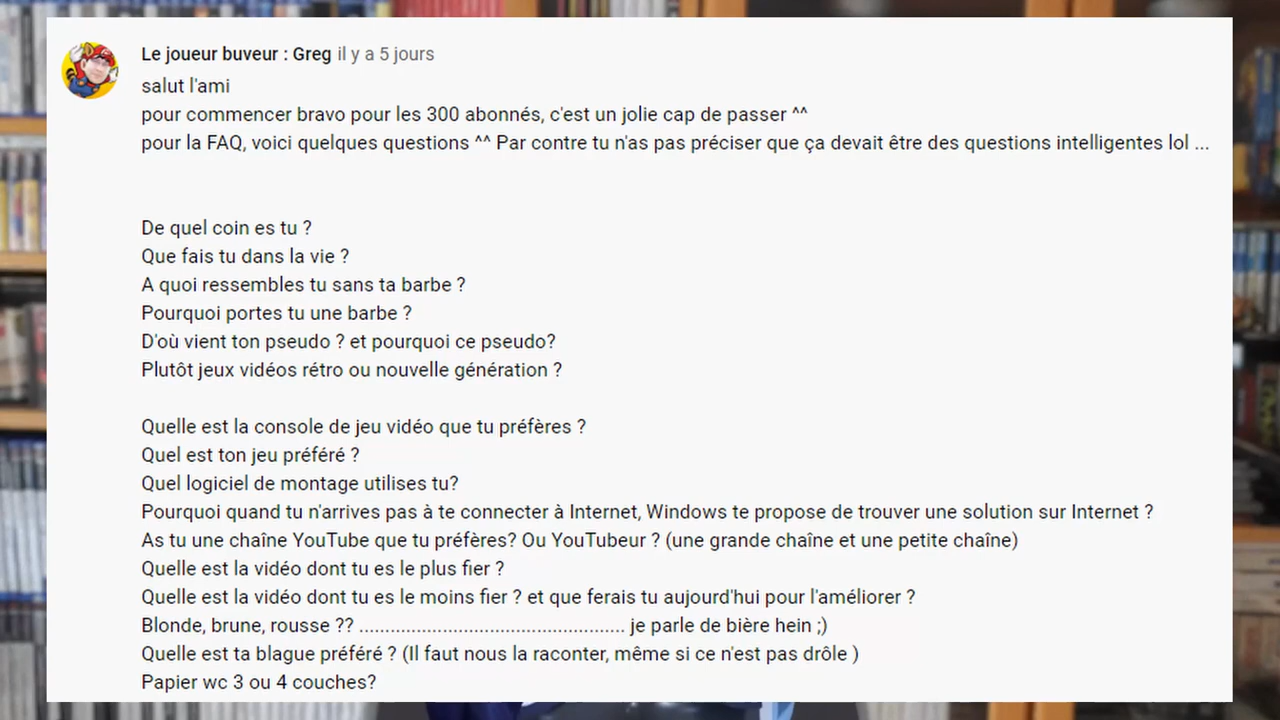 Le joueur buveur : Greg il y a 5 jours
salut l'ami
pour commencer bravo pour les 300 abonnés, c'est un jolie cap de passer ^^
pour la FAQ, voici quelques questions ^^ Par contre tu n'as pas préciser que ça devait être des questions intelligentes lol ...
De quel coin es tu ?
Que fais tu dans la vie ?
A quoi ressembles tu sans ta barbe ?
Pourquoi portes tu une barbe ?
D'où vient ton pseudo ? et pourquoi ce pseudo?
Plutôt jeux vidéos rétro ou nouvelle génération ?
Quelle est la console de jeu vidéo que tu préfères ?
Quel est ton jeu préféré ?
Quel logiciel de montage utilises tu?
Pourquoi quand tu n'arrives pas à te connecter à Internet, Windows te propose de trouver une solution sur Internet ?
As tu une chaîne YouTube que tu préfères? Ou YouTubeur ? (une grande chaîne et une petite chaîne)
Quelle est la vidéo dont tu es le plus fier ?
Quelle est la vidéo dont tu es le moins fier ? et que ferais tu aujourd'hui pour l'améliorer ?
Blonde, brune, rousse ?? ................................................... je parle de bière hein ;)
Quelle est ta blague préféré ? (Il faut nous la raconter, même si ce n'est pas drôle )
Papier wc 3 ou 4 couches?